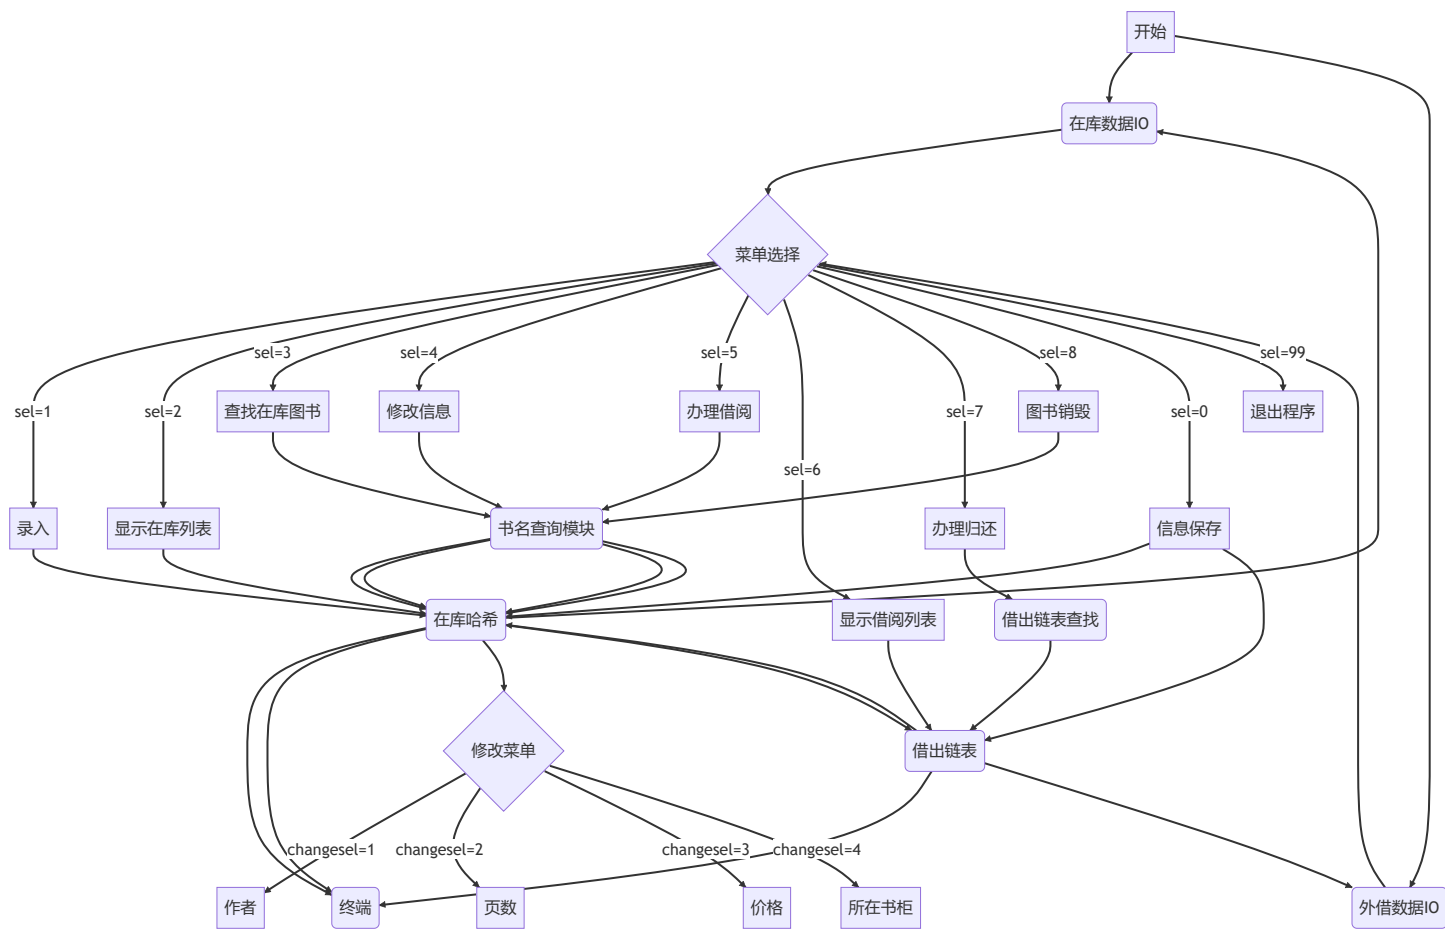 开始
在库数据IO
菜单选择
sel=3
sel=4
sel=5
sel=8
sel=99
sel=1
sel=2
查找在库图书
修改信息
办理借阅
sel=7
图书销毁
sel=0
退出程序
sel=6
录入
显示在库列表
书名查询模块
办理归还
信息保存
在库哈希
显示借阅列表
借出链表查找
修改菜单
借出链表
changesel=1
changesel=2
changesel=3
changesel=4
作者
终端
页数
价格
所在书柜
外借数据IO